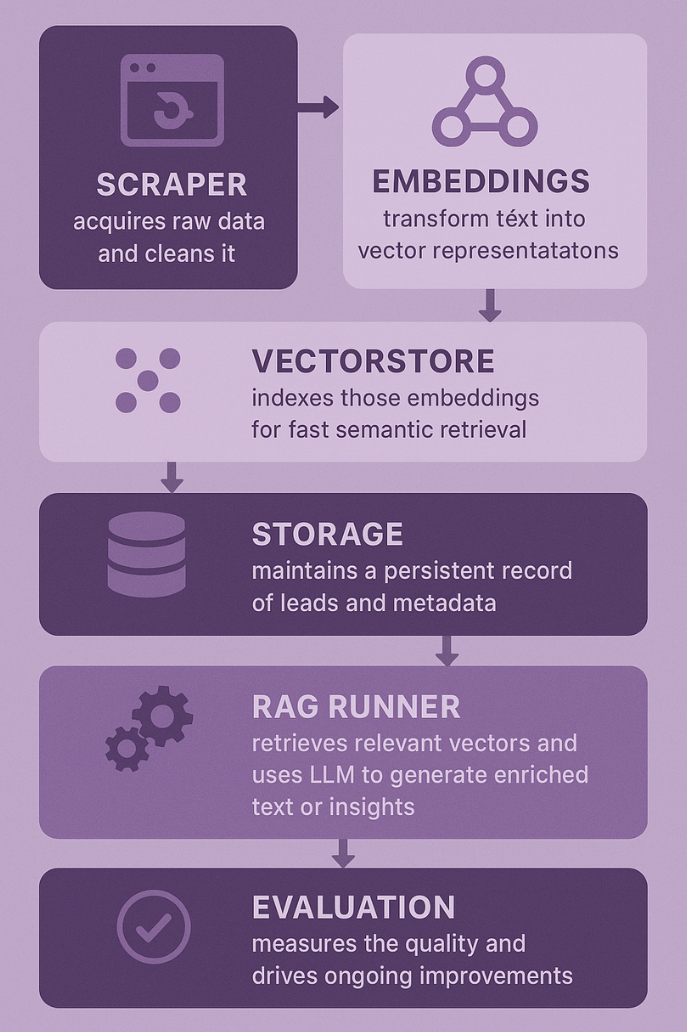 SCRAPER
acquires raw data
and cleans it
EMBEDDINGS
transform téxt into
vector representatatons
VECTORSTORE
indexes those embeddings
for fast semantic retrieval
STORAGE
maintains a persistent record
of leads and metadata
RAG RUNNER
retrieves relevant vectors and
uses LLM to generate enriched
text or insights
EVALUATION
measures the quality and
drives ongoing improvements